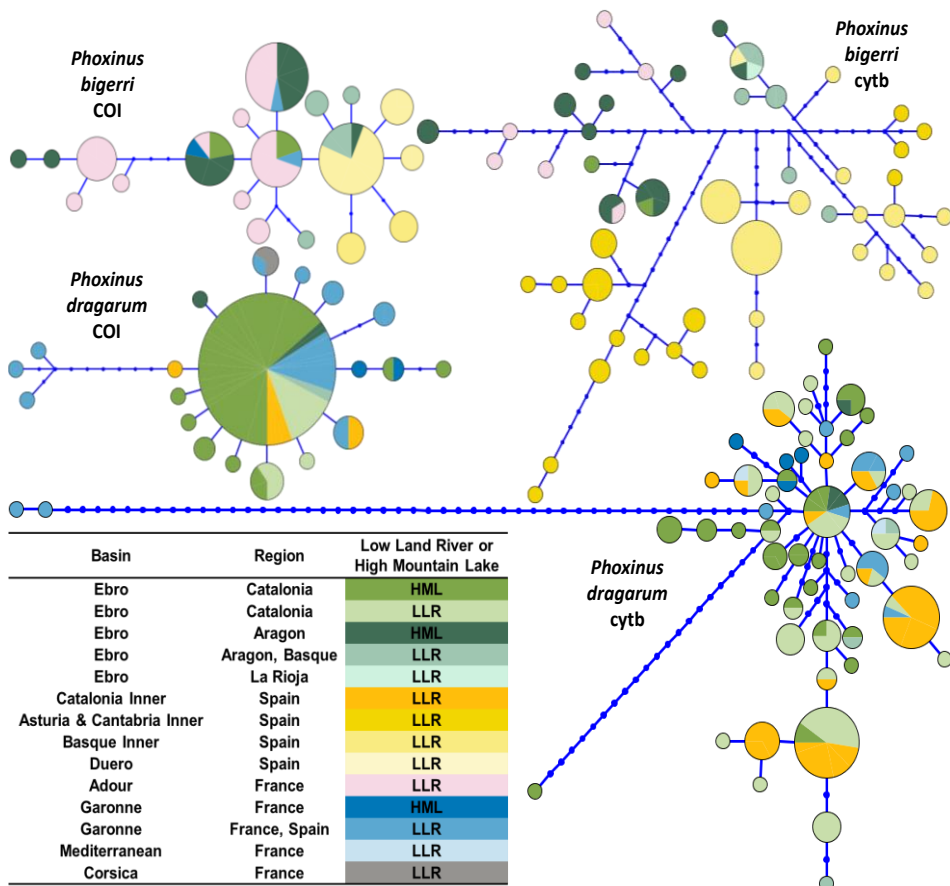 Phoxinus
bigerri
COI
Phoxinus
bigerri
cytb
Phoxinus
dragarum
COI
Phoxinus
dragarum
cytb
Basin Region Low Land River or High Mountain Lake
Ebro Catalonia HML
Ebro Catalonia LLR
Ebro Aragon HML
Ebro Aragon, Basque LLR
Ebro La Rioja LLR
Catalonia Inner Spain LLR
Asturia & Cantabria Inner Spain LLR
Basque Inner Spain LLR
Duero Spain LLR
Adour France LLR
Garonne France HML
Garonne France, Spain LLR
Mediterranean France LLR
Corsica France LLR